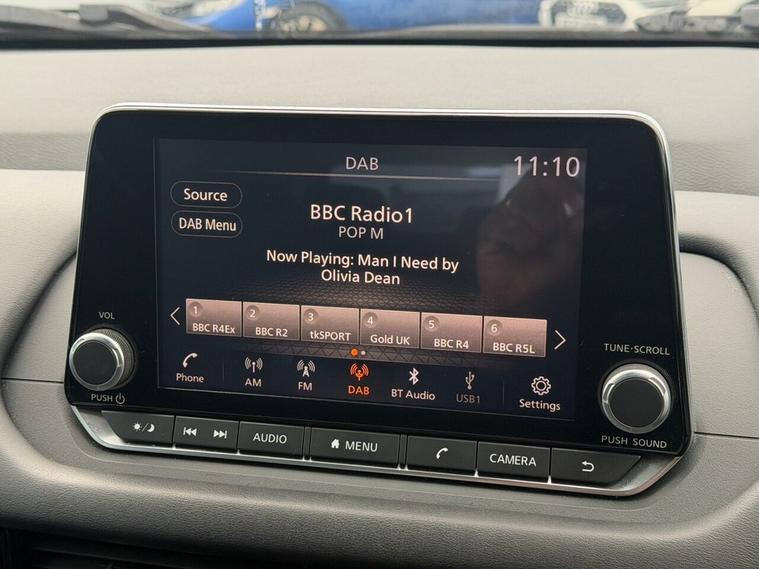 DAB
11:10
Source
DAB Menu
BBC Radio1
POP M
Now Playing: Man I Need by
Olivia Dean
1
BBC R4Ex
2
BBC R2
3
tkSPORT
4
Gold UK
5
BBC R4
6
BBC R5L
Phone
AM
FM
DAB
BT Audio
USB1
Settings
VOL
PUSH
TUNE·SCROLL
PUSH SOUND
AUDIO
MENU
CAMERA